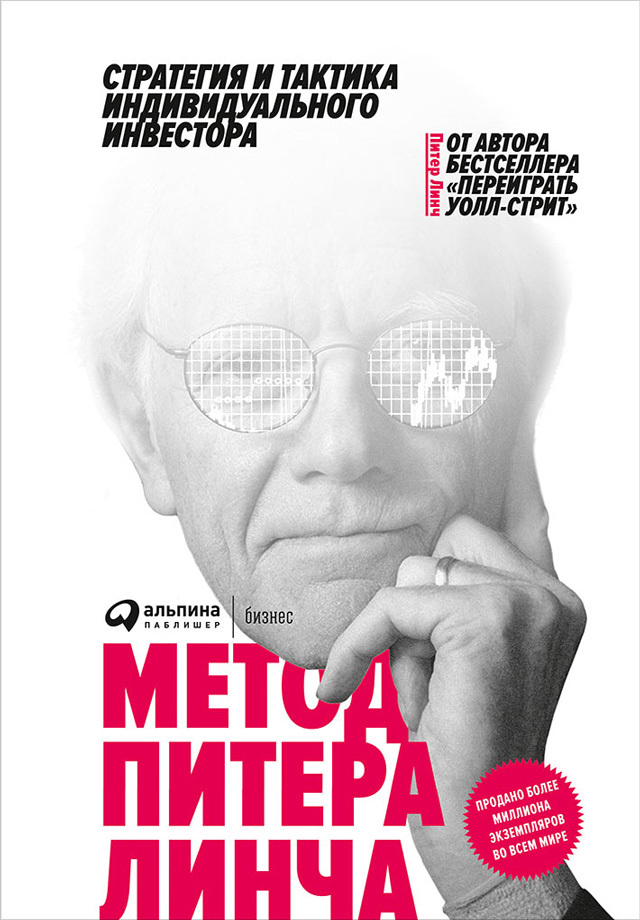 СТРАТЕГИЯ И ТАКТИКА
ИНДИВИДУАЛЬНОГО
ИНВЕСТОРА
Питер Линч
ОТ АВТОРА
БЕСТСЕЛЛЕРА
«ПЕРЕИГРАТЬ
УОЛЛ-СТРИТ»
альпина
ПАБЛИШЕР
бизнес
МЕТОД
ПИТЕРА
ЛИНЧА
ПРОДАНО БОЛЕЕ
МИЛЛИОНА
ЭКЗЕМПЛЯРОВ
ВО ВСЕМ МИРЕ